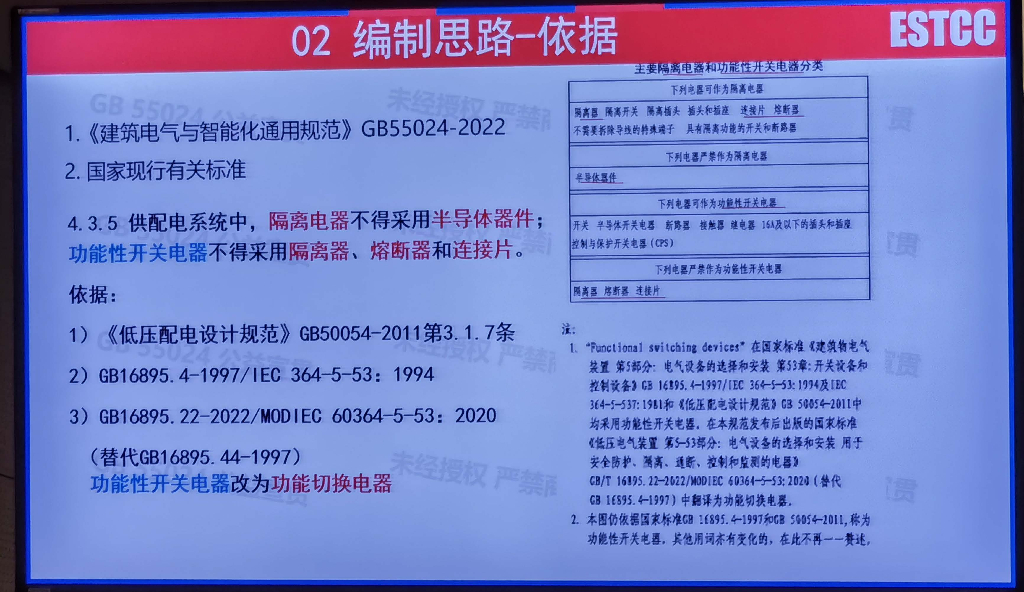 02 编制思路-依据
ESTCC
1.《建筑电气与智能化通用规范》GB55024-2022
2. 国家现行有关标准
4.3.5 供配电系统中，隔离电器不得采用半导体器件；
功能性开关电器不得采用隔离器、熔断器和连接片。
依据：
1）《低压配电设计规范》GB50054-2011第3.1.7条
2）GB16895.4-1997/IEC 364-5-53：1994
3）GB16895.22-2022/MODIEC 60364-5-53：2020
（替代GB16895.44-1997）
功能性开关电器改为功能切换电器
主要隔离电器和功能性开关电器分类
下列电器可作为隔离电器
隔离器 隔离开关 隔离插头 插头和插座 连接片 熔断器
不需要拆除导线的特殊端子 具有隔离功能的开关和断路器
下列电器严禁作为隔离电器
半导体器件
下列电器可作为功能性开关电器
开关 半导体开关电器 断路器 接触器 继电器 16A及以下的插头和插座
控制与保护开关电器(CPS)
下列电器严禁作为功能性开关电器
隔离器 熔断器 连接片
注：
1. “Functional switching devices”在国家标准《建筑物电气
装置 第5部分：电气设备的选择和安装 第53章：开关设备和
控制设备》GB 16895.4-1997/IEC 364-5-53:1994及IEC
364-5-537:1981和《低压配电设计规范》GB 50054-2011中
均采用功能性开关电器。在本规范发布后出版的国家标准
《低压电气装置 第5-53部分：电气设备的选择和安装 用于
安全防护、隔离、通断、控制和监测的电器》
GB/T 16895.22-2022/MODIEC 60364-5-53:2020（替代
GB 16895.4-1997）中翻译为功能切换电器。
2. 本图仍依据国家标准GB 16895.4-1997和GB 50054-2011,称为
功能性开关电器。其他用词亦有变化的，在此不再一一赘述。